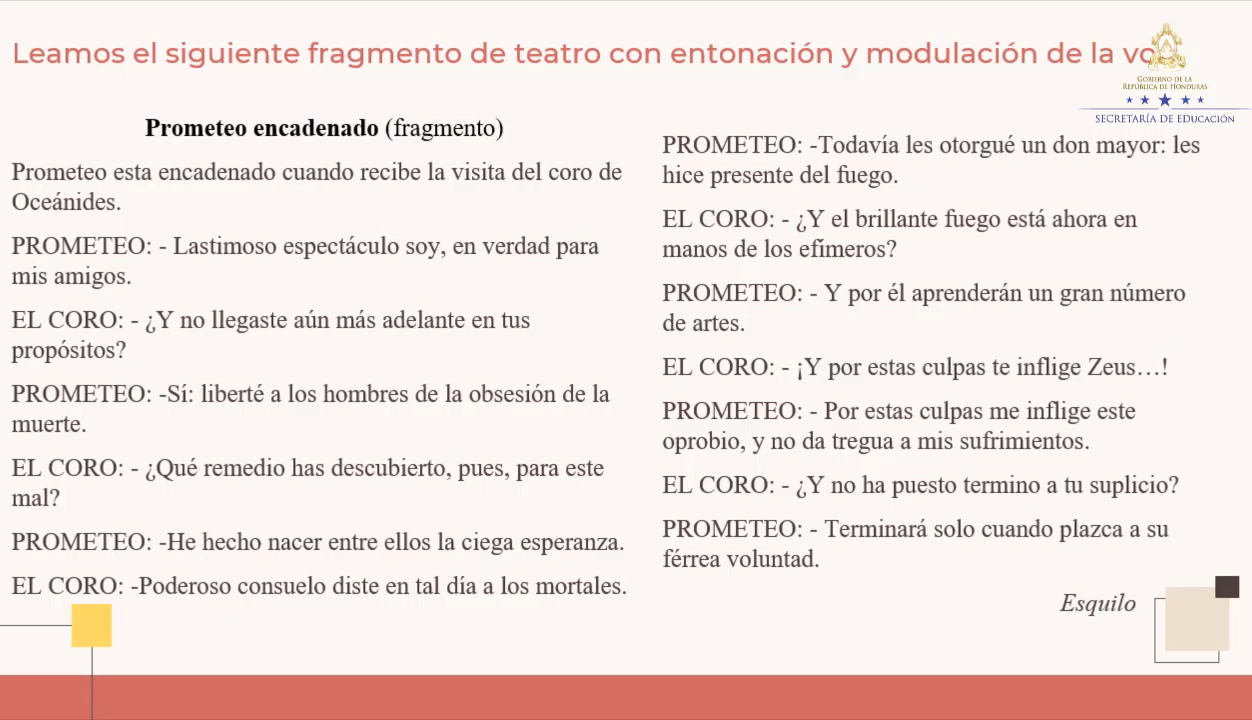 Leamos el siguiente fragmento de teatro con entonación y modulación de la
GOBIERNO DE LA
REPÚBLICA DE HONDURAS
SECRETARÍA DE EDUCACIÓN
Prometeo encadenado (fragmento)
Prometeo esta encadenado cuando recibe la visita del coro de
Oceánides.
PROMETEO: - Lastimoso espectáculo soy, en verdad para
mis amigos.
EL CORO: - ¿Y no llegaste aún más adelante en tus
propósitos?
PROMETEO: -Sí: liberté a los hombres de la obsesión de la
muerte.
EL CORO: - ¿Qué remedio has descubierto, pues, para este
mal?
PROMETEO: -He hecho nacer entre ellos la ciega esperanza.
EL CORO: -Poderoso consuelo diste en tal día a los mortales.
PROMETEO: -Todavía les otorgué un don mayor: les
hice presente del fuego.
EL CORO: - ¿Y el brillante fuego está ahora en
manos de los efímeros?
PROMETEO: - Y por él aprenderán un gran número
de artes.
EL CORO: - ¡Y por estas culpas te inflige Zeus…!
PROMETEO: - Por estas culpas me inflige este
oprobio, y no da tregua a mis sufrimientos.
EL CORO: - ¿Y no ha puesto termino a tu suplicio?
PROMETEO: - Terminará solo cuando plazca a su
férrea voluntad.
Esquilo